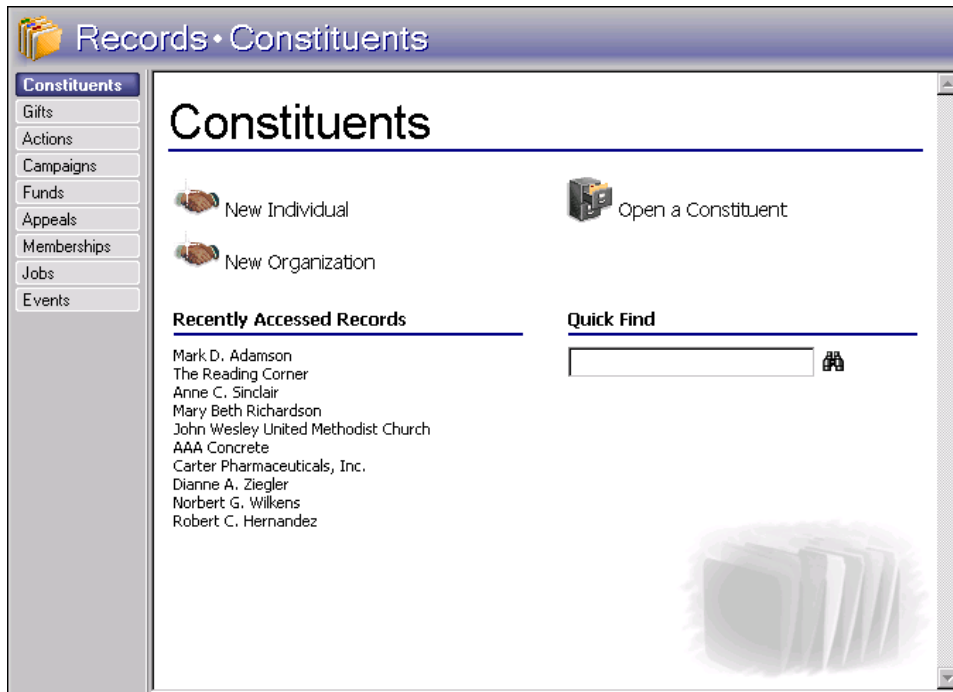 Records · Constituents
Constituents
Gifts
Actions
Campaigns
Funds
Appeals
Memberships
Jobs
Events
Constituents
New Individual
Open a Constituent
New Organization
Recently Accessed Records
Mark D. Adamson
The Reading Corner
Anne C. Sinclair
Mary Beth Richardson
John Wesley United Methodist Church
AAA Concrete
Carter Pharmaceuticals, Inc.
Dianne A. Ziegler
Norbert G. Wilkens
Robert C. Hernandez
Quick Find